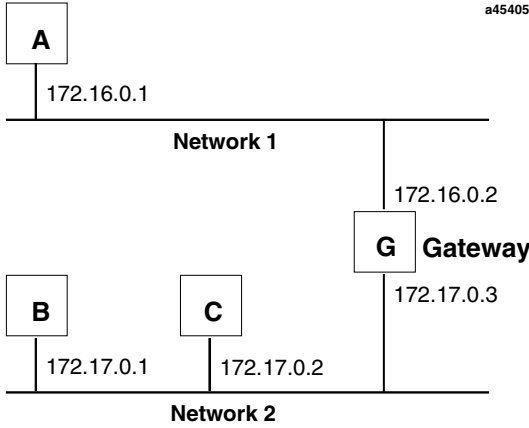 a45405
A
172.16.0.1
Network 1
172.16.0.2
G Gateway
172.17.0.3
B
C
172.17.0.1
172.17.0.2
Network 2